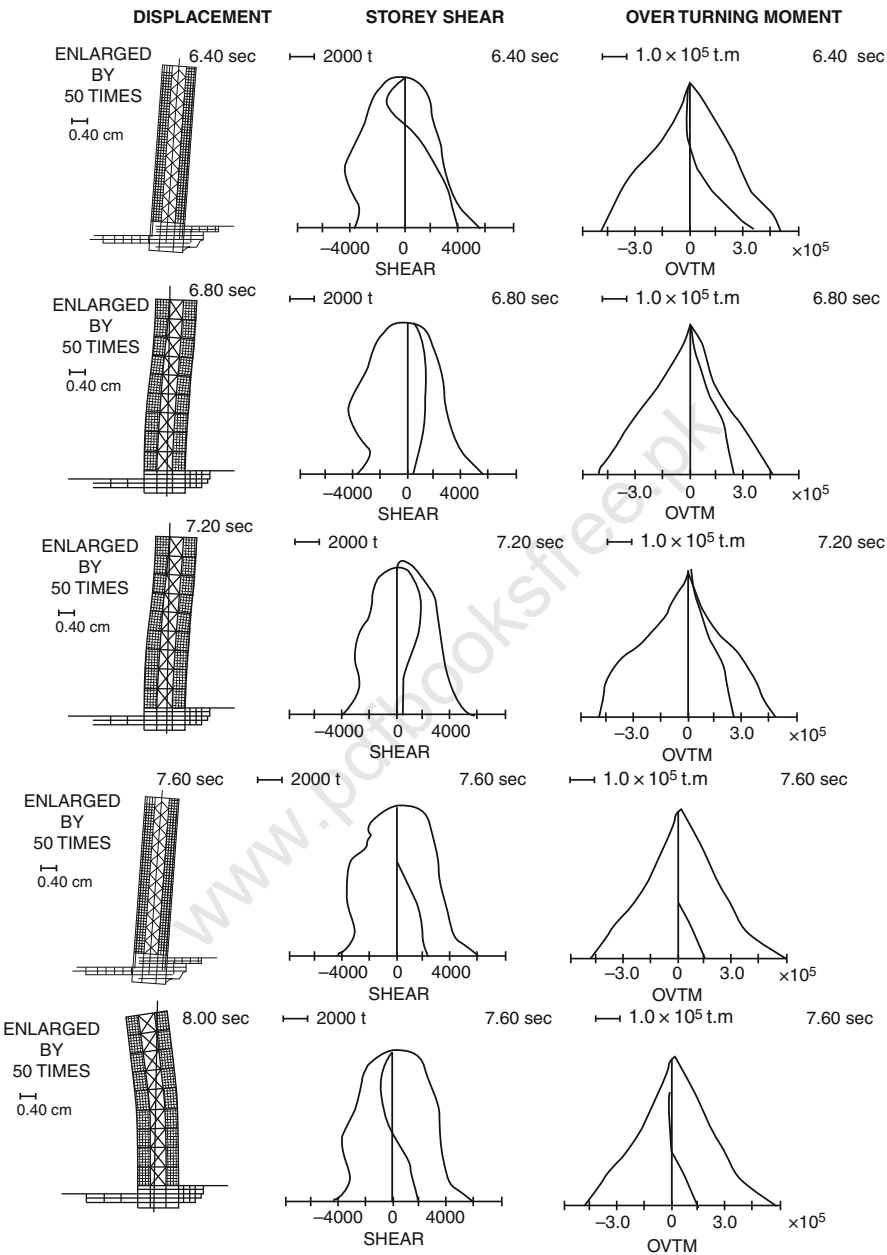 DISPLACEMENT STOREY SHEAR OVER TURNING MOMENT
ENLARGED
BY
50 TIMES
0.40 cm
6.40 sec
2000 t 6.40 sec
–4000 0 4000
SHEAR
1.0 × 10⁵ t.m 6.40 sec
–3.0 0 3.0 ×10⁵
OVTM
ENLARGED
BY
50 TIMES
0.40 cm
6.80 sec
2000 t 6.80 sec
–4000 0 4000
SHEAR
1.0 × 10⁵ t.m 6.80 sec
–3.0 0 3.0 ×10⁵
OVTM
ENLARGED
BY
50 TIMES
0.40 cm
7.20 sec
2000 t 7.20 sec
–4000 0 4000
SHEAR
1.0 × 10⁵ t.m 7.20 sec
–3.0 0 3.0 ×10⁵
OVTM
ENLARGED
BY
50 TIMES
0.40 cm
7.60 sec
2000 t 7.60 sec
–4000 0 4000
SHEAR
1.0 × 10⁵ t.m 7.60 sec
–3.0 0 3.0 ×10⁵
OVTM
ENLARGED
BY
50 TIMES
0.40 cm
8.00 sec
2000 t 7.60 sec
–4000 0 4000
SHEAR
1.0 × 10⁵ t.m 7.60 sec
–3.0 0 3.0 ×10⁵
OVTM
www.pdfbooksfree.pk